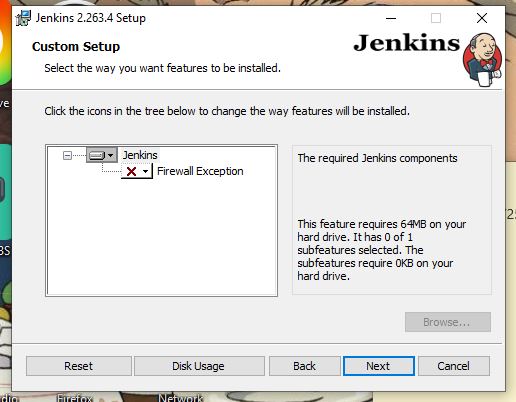 Jenkins 2.263.4 Setup
Custom Setup
Select the way you want features to be installed.
Jenkins
Click the icons in the tree below to change the way features will be installed.
Jenkins
Firewall Exception
The required Jenkins components
This feature requires 64MB on your
hard drive. It has 0 of 1
subfeatures selected. The
subfeatures require 0KB on your
hard drive.
Browse...
Reset
Disk Usage
Back
Next
Cancel
Firefox
Network